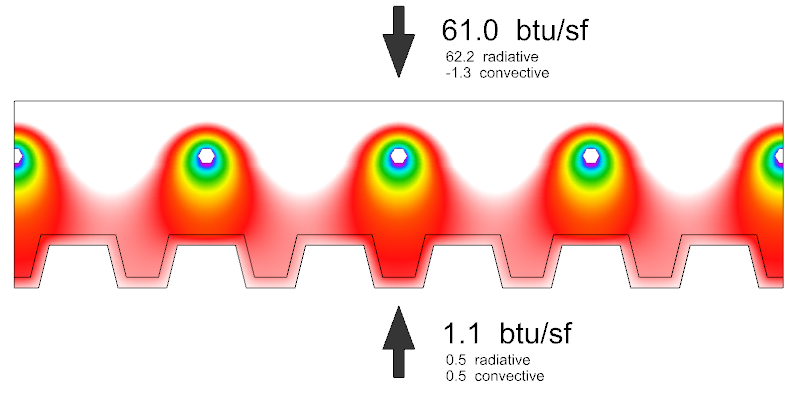 61.0 btu/sf
62.2 radiative
-1.3 convective
1.1 btu/sf
0.5 radiative
0.5 convective